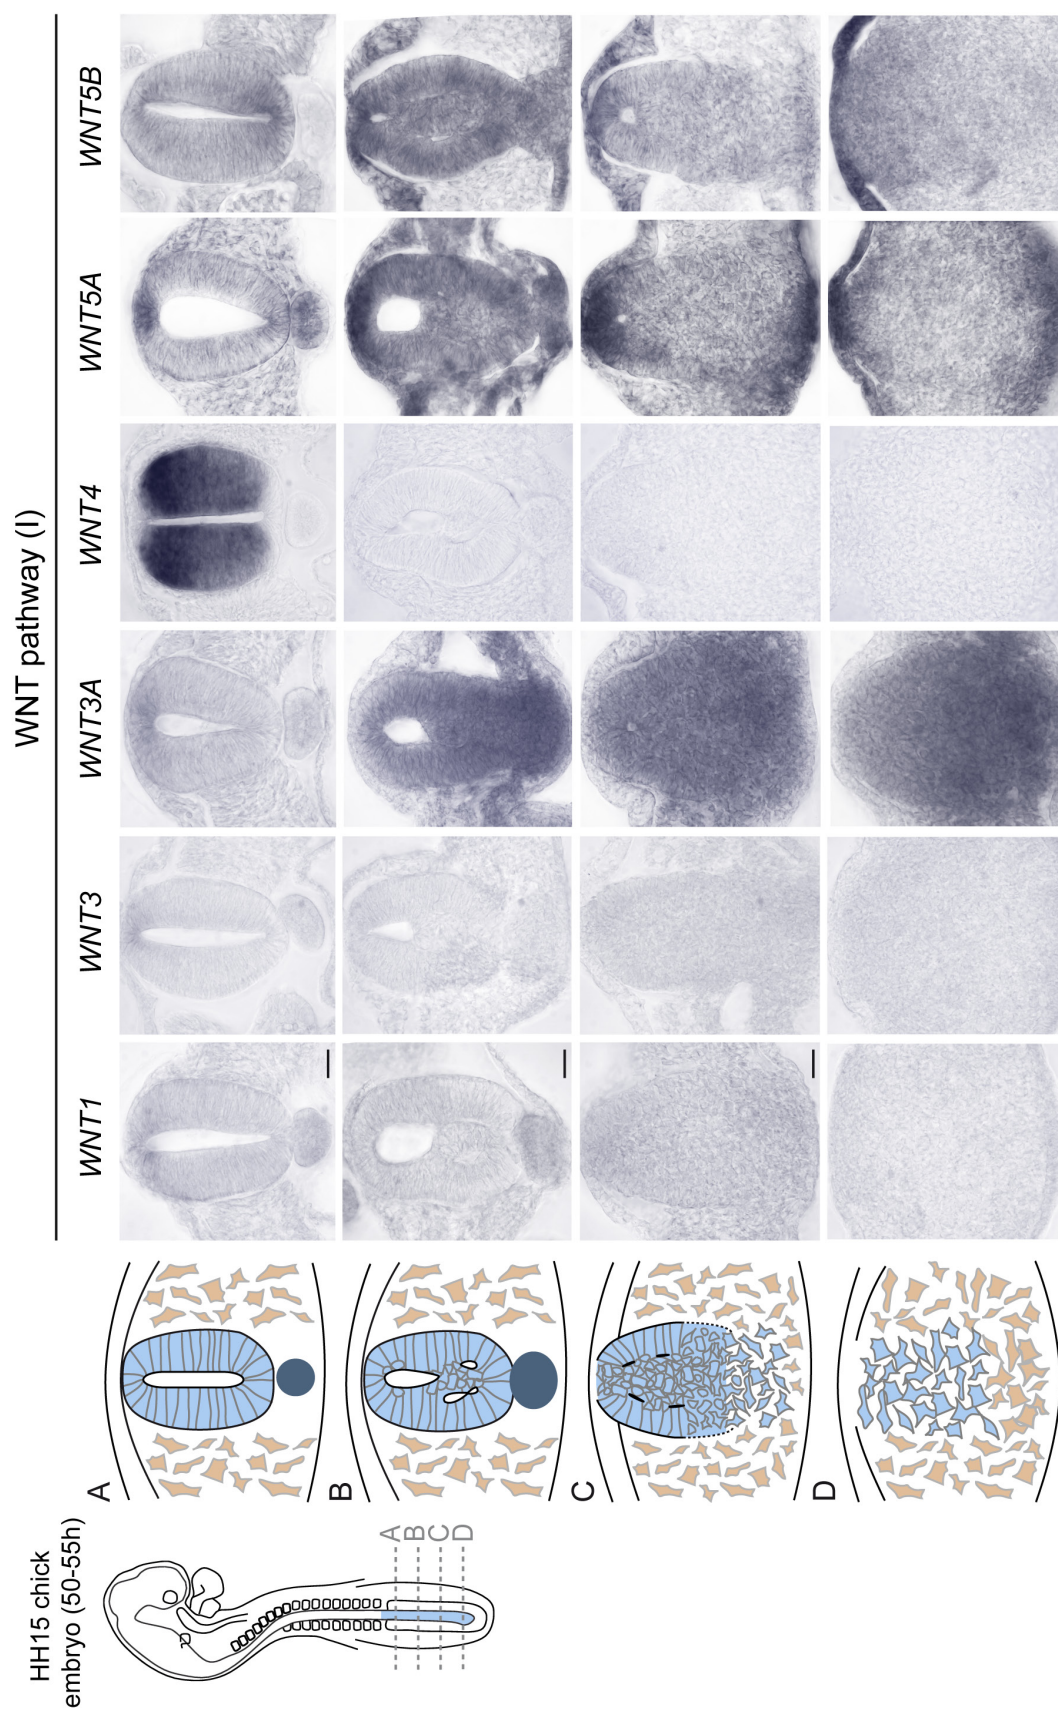 WNT pathway (I)
HH15 chick
embryo (50-55h)
WNT1
WNT3
WNT3A
WNT4
WNT5A
WNT5B
A
B
C
D
A
B
C
D